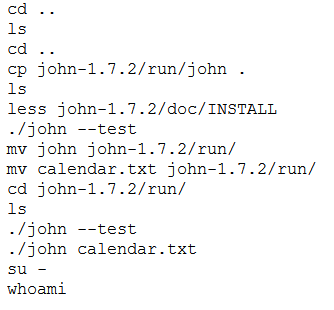 cd ..
ls
cd ..
cp john-1.7.2/run/john .
ls
less john-1.7.2/doc/INSTALL
./john --test
mv john john-1.7.2/run/
mv calendar.txt john-1.7.2/run/
cd john-1.7.2/run/
ls
./john --test
./john calendar.txt
su -
whoami